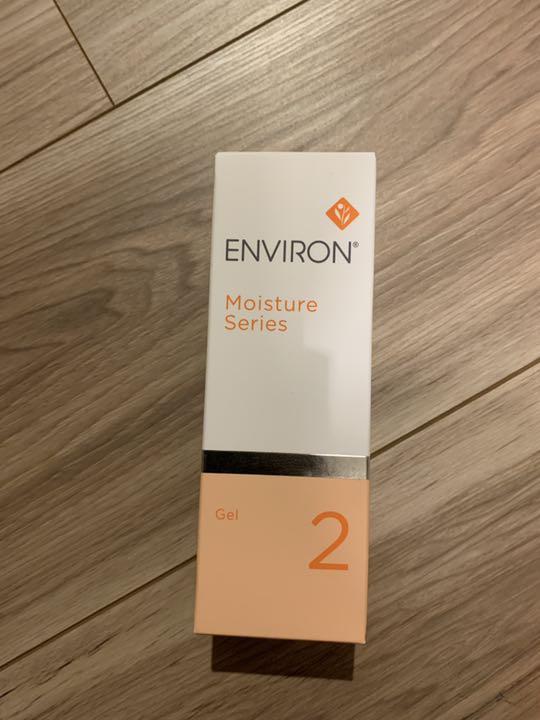 ENVIRON®
Moisture
Series
Gel
2